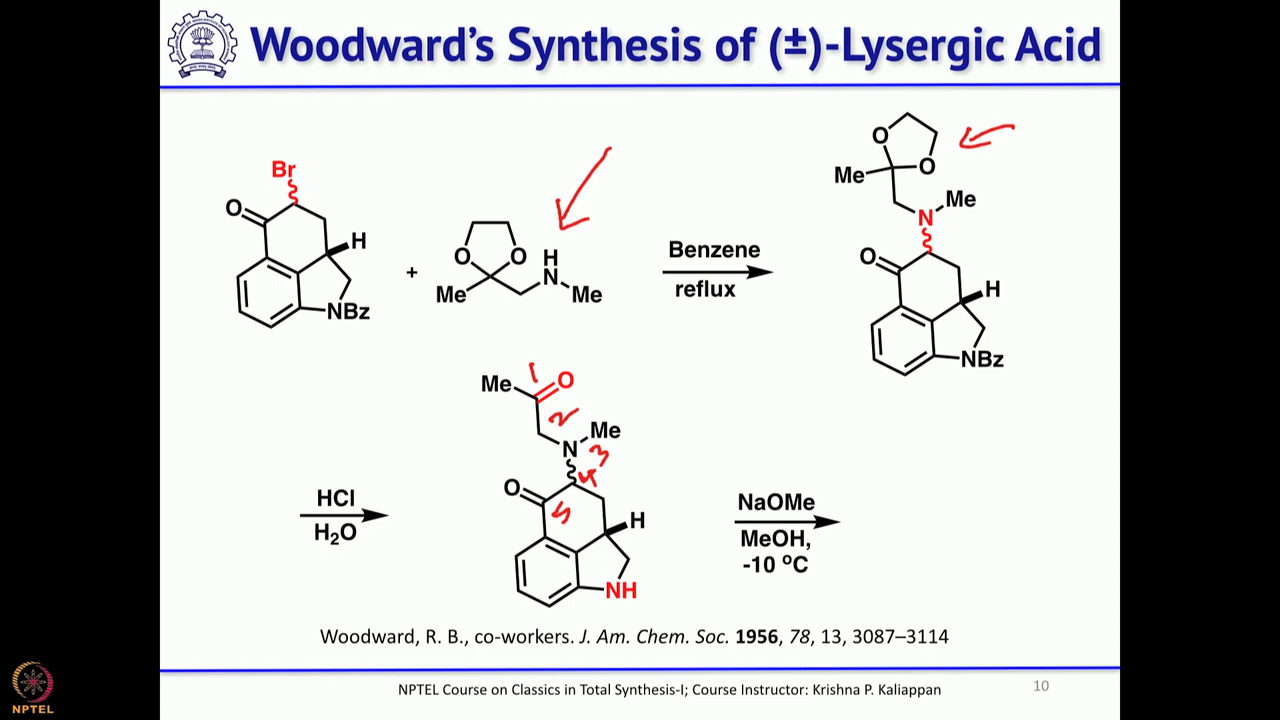 Woodward's Synthesis of (±)-Lysergic Acid
Br
O
H
NBz
+
O
O
Me
H
N
Me
Benzene
reflux
O
O
Me
N
Me
O
H
NBz
HCl
H₂O
Me
O
N
Me
O
H
NH
1
2
3
4
5
NaOMe
MeOH,
-10 ºC
Woodward, R. B., co-workers. J. Am. Chem. Soc. 1956, 78, 13, 3087–3114
NPTEL
NPTEL Course on Classics in Total Synthesis-I; Course Instructor: Krishna P. Kaliappan
10